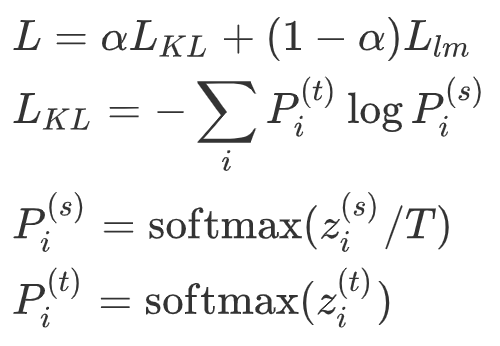 L = αL_{KL} + (1 − α)L_{lm}
L_{KL} = −∑_i P_i^{(t)} log P_i^{(s)}
P_i^{(s)} = softmax(z_i^{(s)}/T)
P_i^{(t)} = softmax(z_i^{(t)})